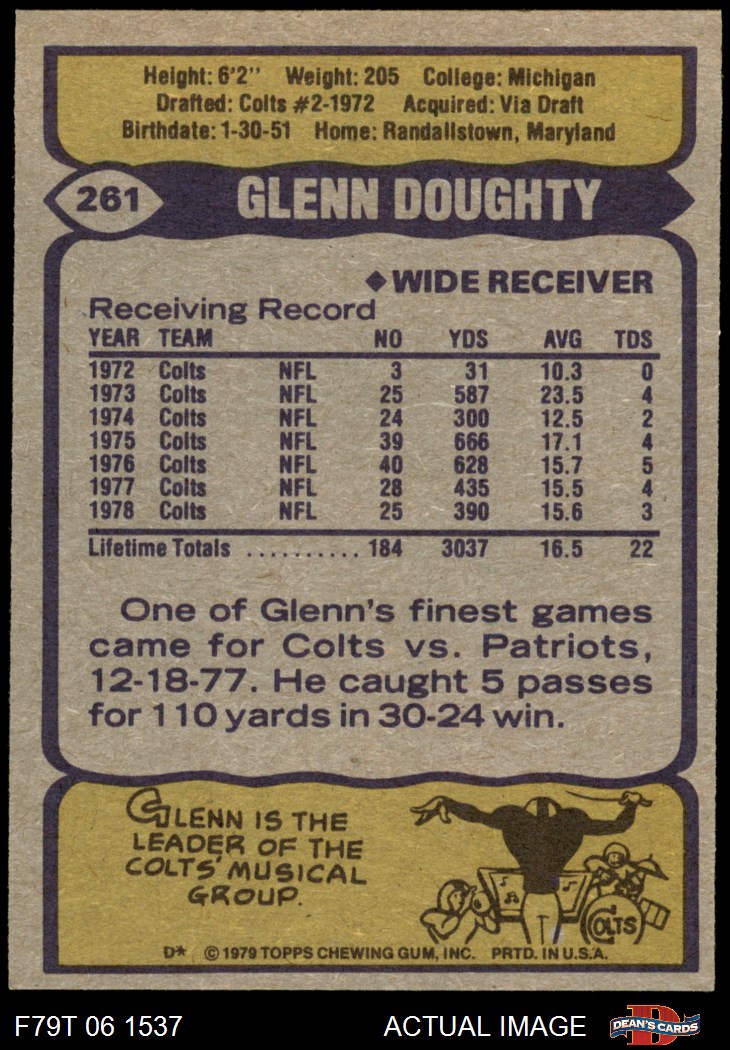 Height: 6'2" Weight: 205 College: Michigan
Drafted: Colts #2-1972 Acquired: Via Draft
Birthdate: 1-30-51 Home: Randallstown, Maryland
261 GLENN DOUGHTY
◆ WIDE RECEIVER
Receiving Record
YEAR TEAM NO YDS AVG TDS
1972 Colts NFL 3 31 10.3 0
1973 Colts NFL 25 587 23.5 4
1974 Colts NFL 24 300 12.5 2
1975 Colts NFL 39 666 17.1 4
1976 Colts NFL 40 628 15.7 5
1977 Colts NFL 28 435 15.5 4
1978 Colts NFL 25 390 15.6 3
Lifetime Totals .......... 184 3037 16.5 22
One of Glenn's finest games
came for Colts vs. Patriots,
12-18-77. He caught 5 passes
for 110 yards in 30-24 win.
GLENN IS THE
LEADER OF THE
COLTS' MUSICAL
GROUP.
COLTS
D* © 1979 TOPPS CHEWING GUM, INC. PRTD. IN U.S.A.
F79T 06 1537 ACTUAL IMAGE D DEAN'S CARDS